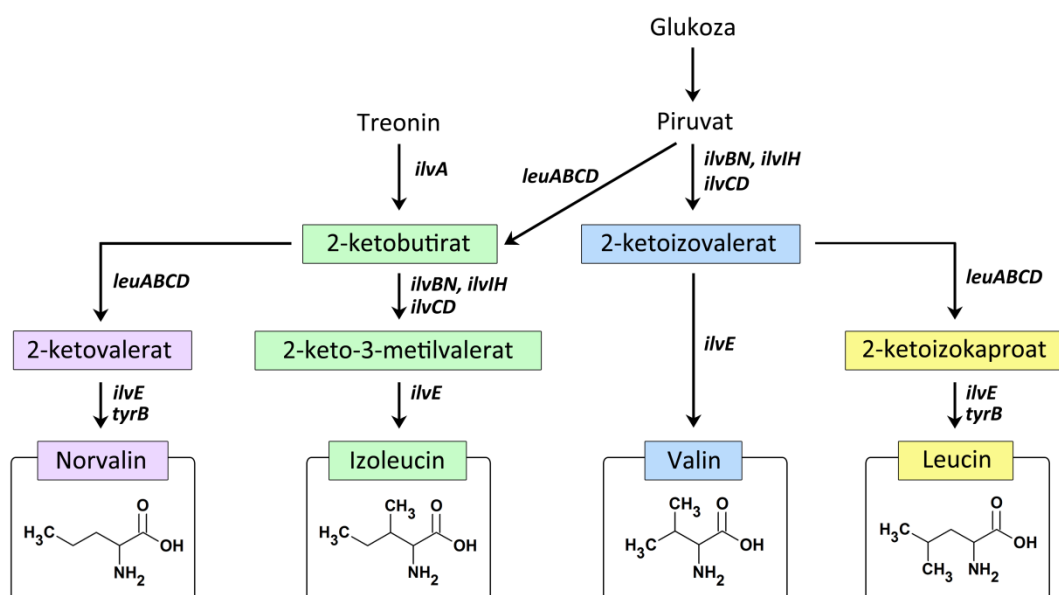 Glukoza
Treonin
Piruvat
ilvA
leuABCD
ilvBN, ilvIH
ilvCD
2-ketobutirat
2-ketoizovalerat
leuABCD
ilvBN, ilvIH
ilvCD
leuABCD
2-ketovalerat
2-keto-3-metilvalerat
ilvE
2-ketoizokaproat
ilvE
tyrB
ilvE
ilvE
tyrB
Norvalin
Izoleucin
Valin
Leucin
H₃C
O
OH
NH₂
CH₃
H₃C
O
OH
NH₂
CH₃
H₃C
O
OH
NH₂
H₃C
CH₃
O
OH
NH₂